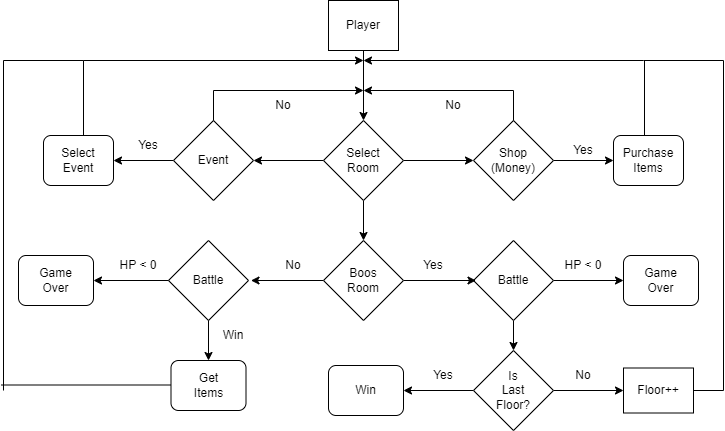 Player
No
No
Select
Event
Yes
Event
Select
Room
Shop
(Money)
Yes
Purchase
Items
Game
Over
HP < 0
Battle
No
Boos
Room
Yes
Battle
HP < 0
Game
Over
Win
Get
Items
Win
Yes
Is
Last
Floor?
No
Floor++